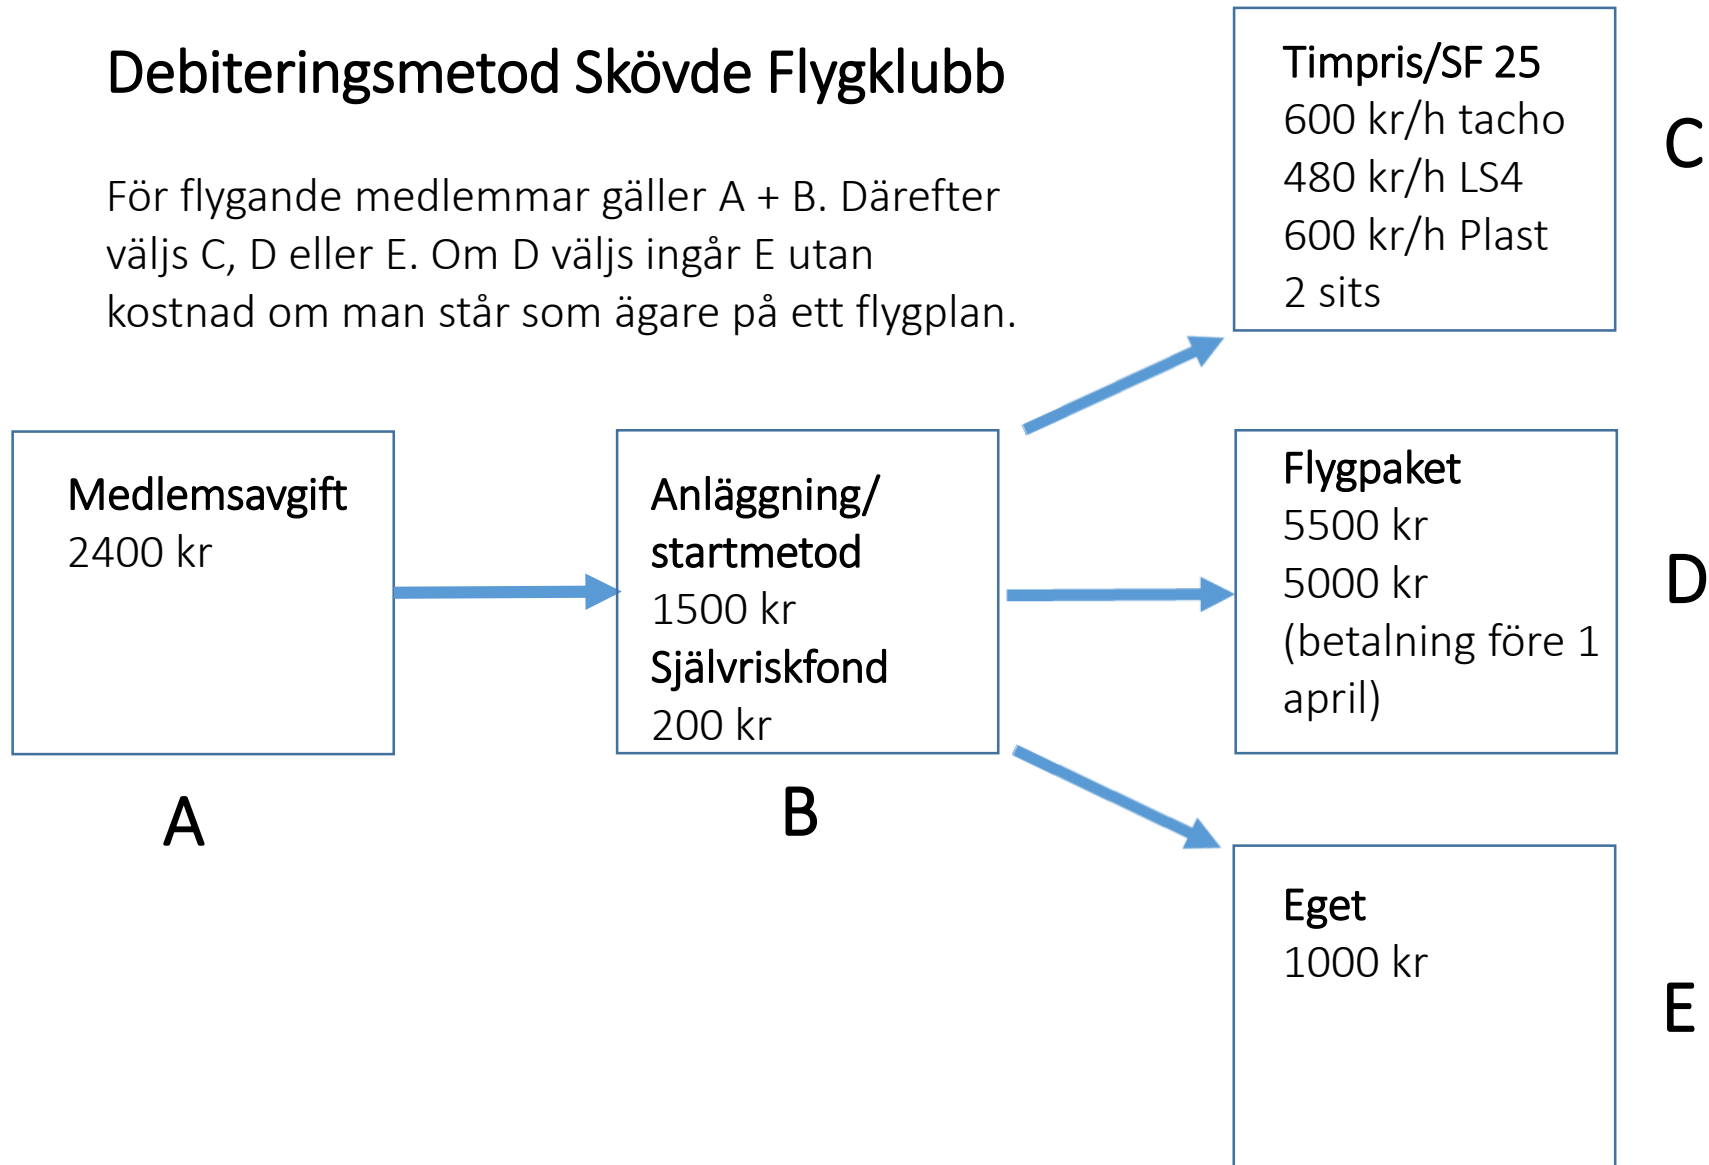 Debiteringsmetod Skövde Flygklubb
För flygande medlemmar gäller A + B. Därefter
väljs C, D eller E. Om D väljs ingår E utan
kostnad om man står som ägare på ett flygplan.
Medlemsavgift
2400 kr
A
Anläggning/
startmetod
1500 kr
Självriskfond
200 kr
B
Timpris/SF 25
600 kr/h tacho
480 kr/h LS4
600 kr/h Plast
2 sits
C
Flygpaket
5500 kr
5000 kr
(betalning före 1
april)
D
Eget
1000 kr
E